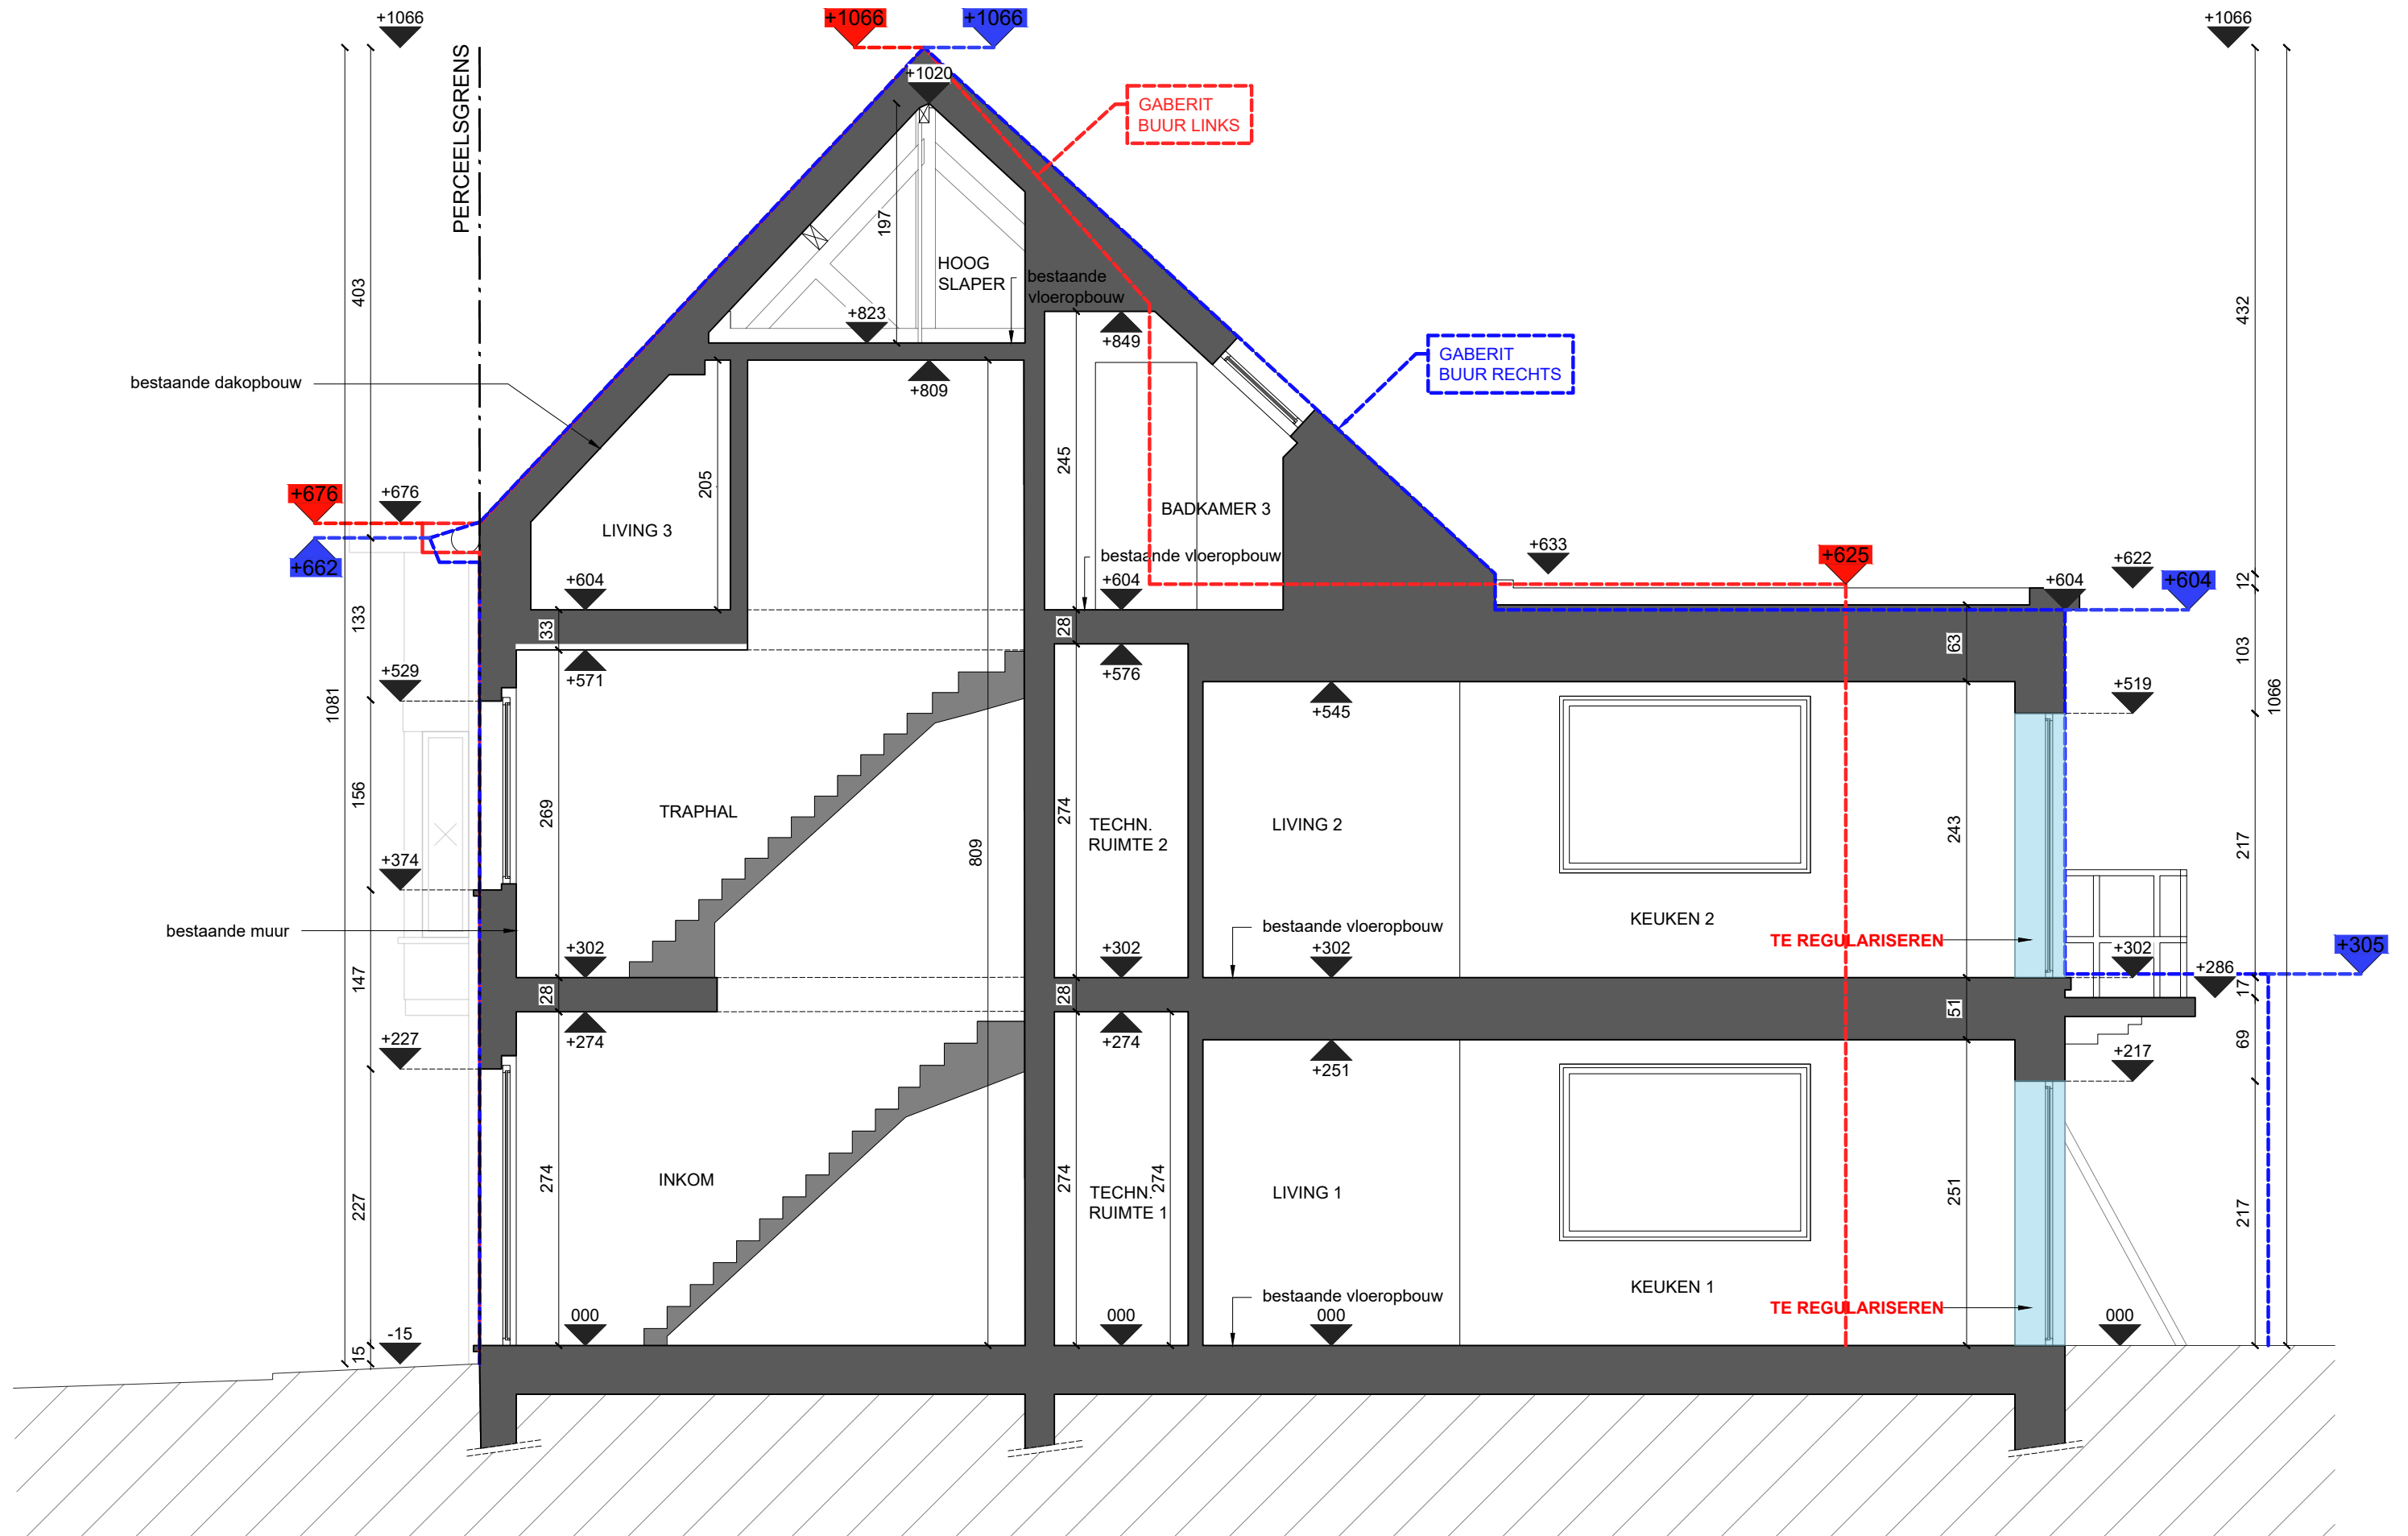 +1066
+1066
+1066
+1066
PERCEELSGRENS
+1020
GABERIT
BUUR LINKS
197
HOOG
SLAPER
bestaande
vloeropbouw
403
432
+823
+849
+809
GABERIT
BUUR RECHTS
bestaande dakopbouw
205
245
+676
+676
LIVING 3
BADKAMER 3
+662
bestaande vloeropbouw
+633
+625
+622
+604
+604
+604
+604
12
133
33
28
63
103
+529
+571
+576
+545
+519
1081
1066
156
269
TRAPHAL
809
274
TECHN.
RUIMTE 2
LIVING 2
243
217
+374
KEUKEN 2
bestaande muur
bestaande vloeropbouw
TE REGULARISEREN
+302
+302
+302
+302
+305
+286
147
28
28
51
17
+227
+274
+274
+251
69
+217
227
274
INKOM
274
TECHN.
RUIMTE 1
274
LIVING 1
251
217
KEUKEN 1
bestaande vloeropbouw
TE REGULARISEREN
-15
000
000
000
000
15